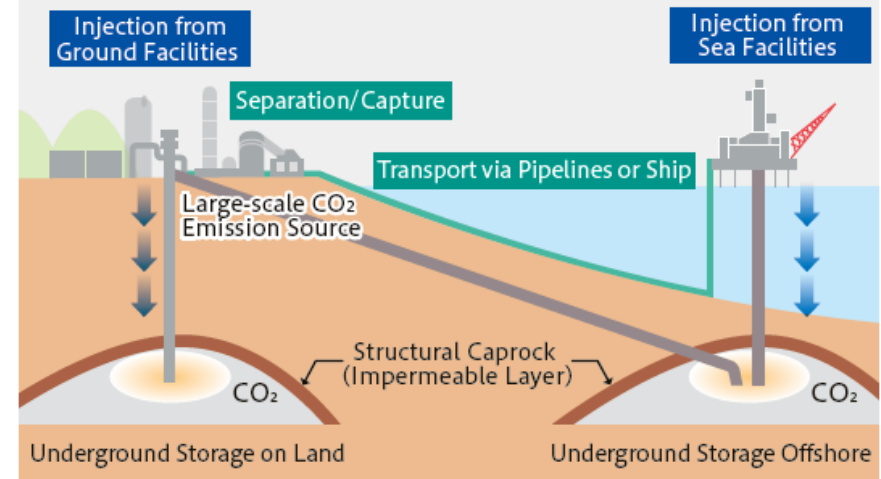 Injection from
Ground Facilities
Injection from
Sea Facilities
Separation/Capture
Transport via Pipelines or Ship
Large-scale CO₂
Emission Source
Structural Caprock
(Impermeable Layer)
CO₂
CO₂
Underground Storage on Land
Underground Storage Offshore